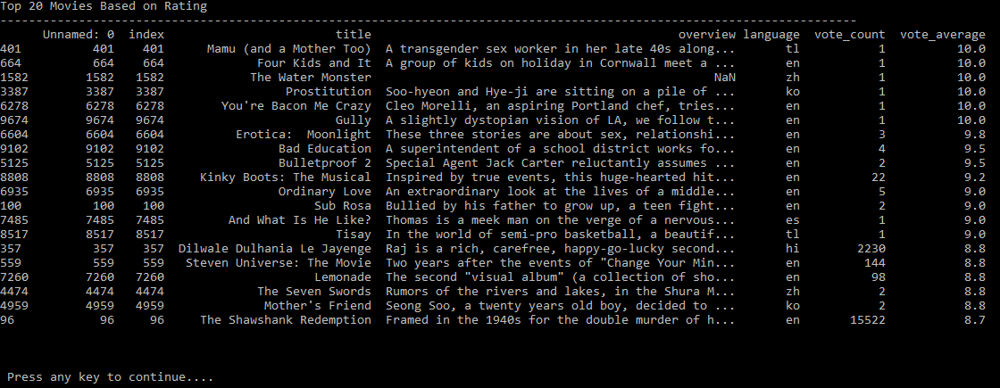 Top 20 Movies Based on Rating
------------------------------------------------------------------------------------------------------------------------
Unnamed: 0 index title overview language vote_count vote_average
401 401 401 Mamu (and a Mother Too) A transgender sex worker in her late 40s along... tl 1 10.0
664 664 664 Four Kids and It A group of kids on holiday in Cornwall meet a ... en 1 10.0
1582 1582 1582 The Water Monster NaN zh 1 10.0
3387 3387 3387 Prostitution Soo-hyeon and Hye-ji are sitting on a pile of ... ko 1 10.0
6278 6278 6278 You're Bacon Me Crazy Cleo Morelli, an aspiring Portland chef, tries... en 1 10.0
9674 9674 9674 Gully A slightly dystopian vision of LA, we follow t... en 1 10.0
6604 6604 6604 Erotica:  Moonlight These three stories are about sex, relationshi... en 3 9.8
9102 9102 9102 Bad Education A superintendent of a school district works fo... en 4 9.5
5125 5125 5125 Bulletproof 2 Special Agent Jack Carter reluctantly assumes ... en 2 9.5
8808 8808 8808 Kinky Boots: The Musical Inspired by true events, this huge-hearted hit... en 22 9.2
6935 6935 6935 Ordinary Love An extraordinary look at the lives of a middle... en 5 9.0
100 100 100 Sub Rosa Bullied by his father to grow up, a teen fight... en 2 9.0
7485 7485 7485 And What Is He Like? Thomas is a meek man on the verge of a nervous... es 1 9.0
8517 8517 8517 Tisay In the world of semi-pro basketball, a beautif... tl 1 9.0
357 357 357 Dilwale Dulhania Le Jayenge Raj is a rich, carefree, happy-go-lucky second... hi 2230 8.8
559 559 559 Steven Universe: The Movie Two years after the events of "Change Your Min... en 144 8.8
7260 7260 7260 Lemonade The second "visual album" (a collection of sho... en 98 8.8
4474 4474 4474 The Seven Swords Rumors of the rivers and lakes, in the Shura M... zh 2 8.8
4959 4959 4959 Mother's Friend Seong Soo, a twenty years old boy, decided to ... ko 2 8.8
96 96 96 The Shawshank Redemption Framed in the 1940s for the double murder of h... en 15522 8.7
Press any key to continue....